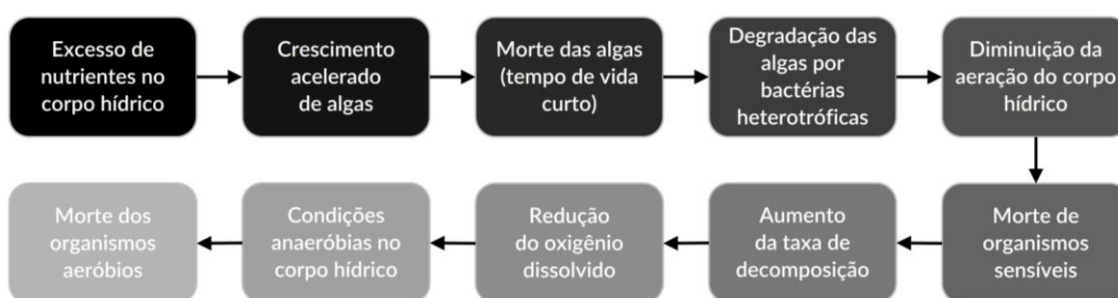 Excesso de
nutrientes no
corpo hídrico
Crescimento
acelerado
de algas
Morte das algas
(tempo de vida
curto)
Degradação das
algas por
bactérias
heterotróficas
Diminuição da
aeração do corpo
hídrico
Morte de
organismos
sensíveis
Aumento
da taxa de
decomposição
Redução
do oxigênio
dissolvido
Condições
anaeróbias no
corpo hídrico
Morte dos
organismos
aeróbios